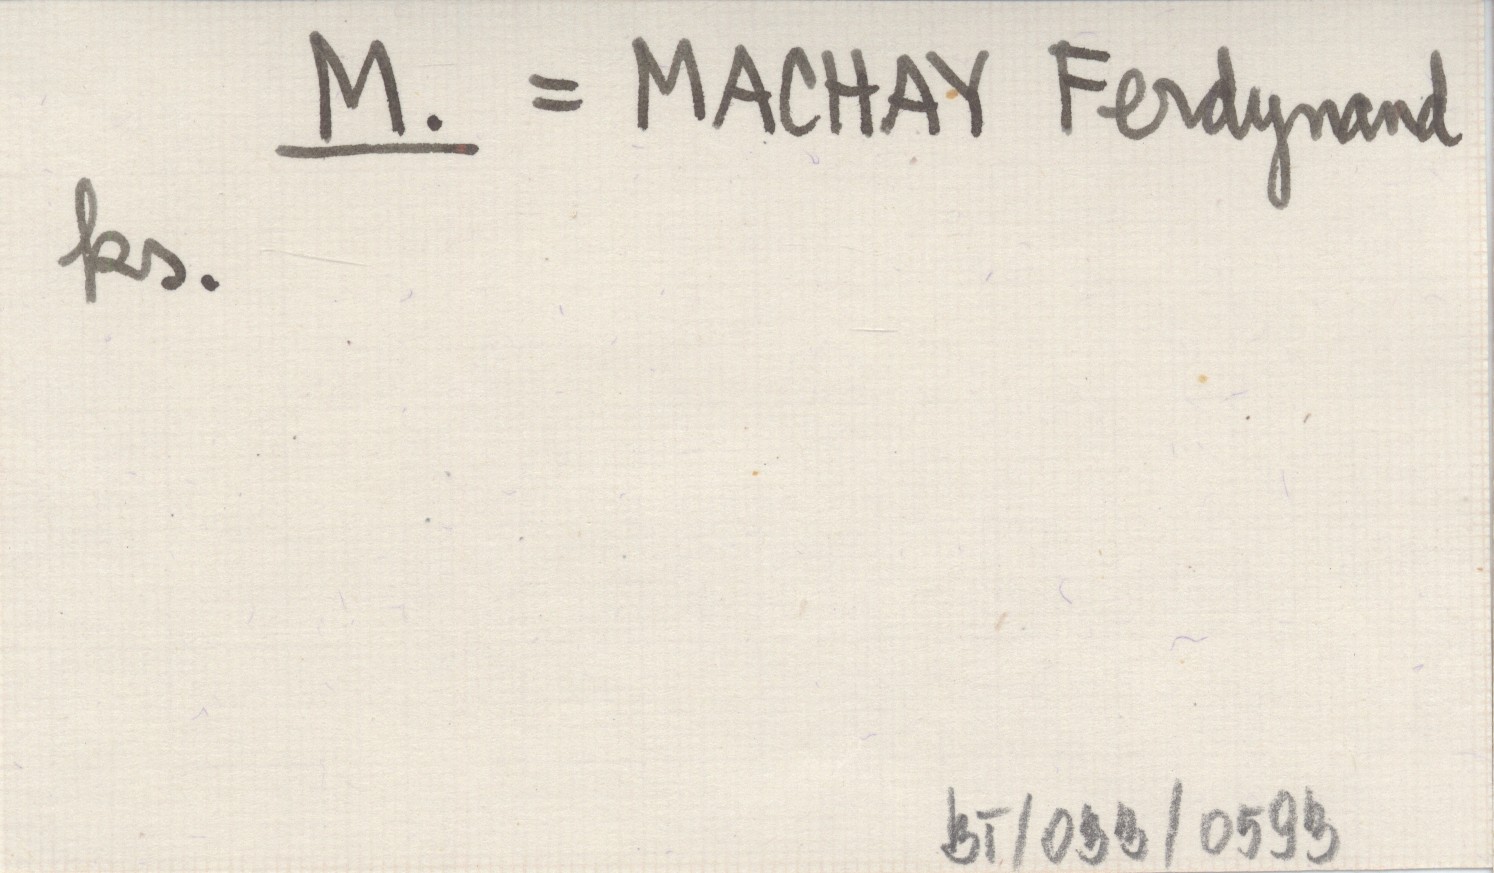 M. = MACHAY Ferdynand
ks.
BT/033/0593